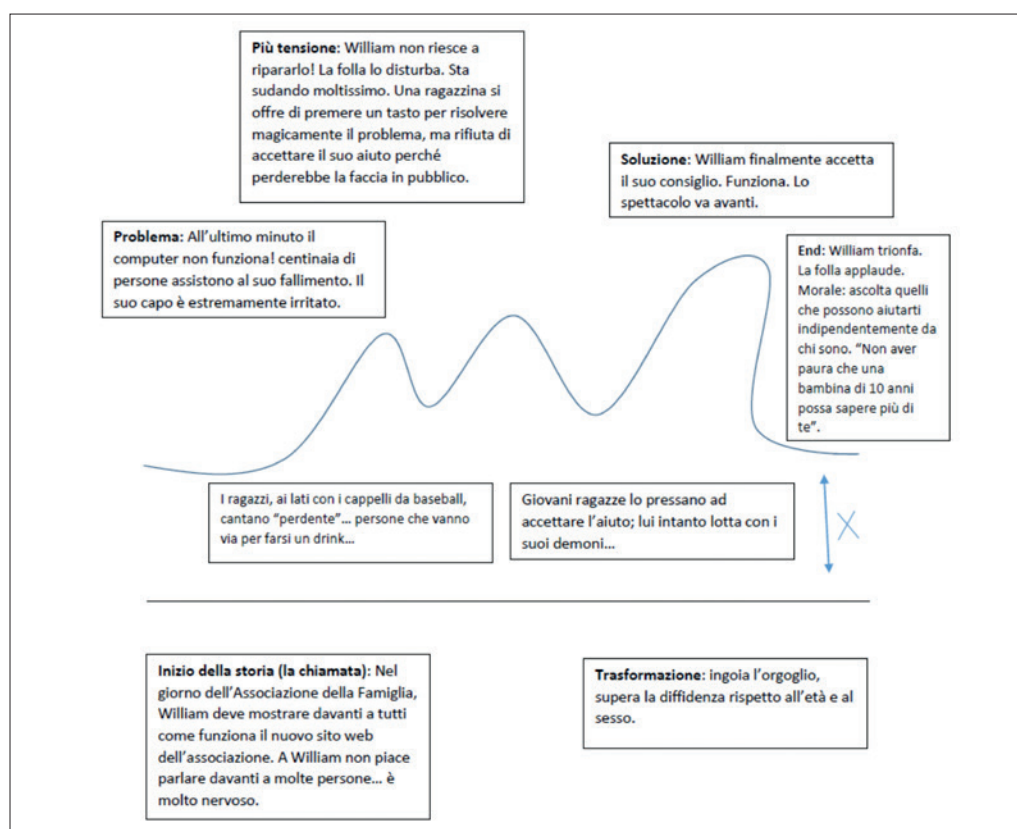 Più tensione: William non riesce a
ripararlo! La folla lo disturba. Sta
sudando moltissimo. Una ragazzina si
offre di premere un tasto per risolvere
magicamente il problema, ma rifiuta di
accettare il suo aiuto perché
perderebbe la faccia in pubblico.
Soluzione: William finalmente accetta
il suo consiglio. Funziona. Lo
spettacolo va avanti.
Problema: All'ultimo minuto il
computer non funziona! centinaia di
persone assistono al suo fallimento. Il
suo capo è estremamente irritato.
End: William trionfa.
La folla applaude.
Morale: ascolta quelli
che possono aiutarti
indipendentemente da
chi sono. “Non aver
paura che una
bambina di 10 anni
possa sapere più di
te”.
I ragazzi, ai lati con i cappelli da baseball,
cantano “perdente”... persone che vanno
via per farsi un drink...
Giovani ragazze lo pressano ad
accettare l'aiuto; lui intanto lotta con i
suoi demoni...
X
Inizio della storia (la chiamata): Nel
giorno dell'Associazione della Famiglia,
William deve mostrare davanti a tutti
come funziona il nuovo sito web
dell'associazione. A William non piace
parlare davanti a molte persone... è
molto nervoso.
Trasformazione: ingoia l'orgoglio,
supera la diffidenza rispetto all'età e al
sesso.